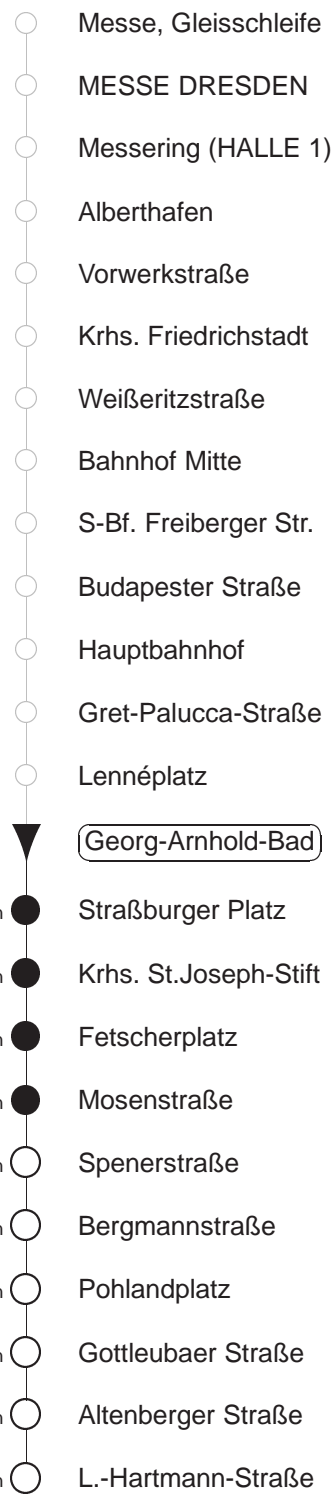 Messe, Gleisschleife
MESSE DRESDEN
Messering (HALLE 1)
Alberthafen
Vorwerkstraße
Krhs. Friedrichstadt
Weißeritzstraße
Bahnhof Mitte
S-Bf. Freiberger Str.
Budapester Straße
Hauptbahnhof
Gret-Palucca-Straße
Lennéplatz
Georg-Arnhold-Bad
Straßburger Platz
Krhs. St.Joseph-Stift
Fetscherplatz
Mosenstraße
Spenerstraße
Bergmannstraße
Pohlandplatz
Gottleubaer Straße
Altenberger Straße
L.-Hartmann-Straße